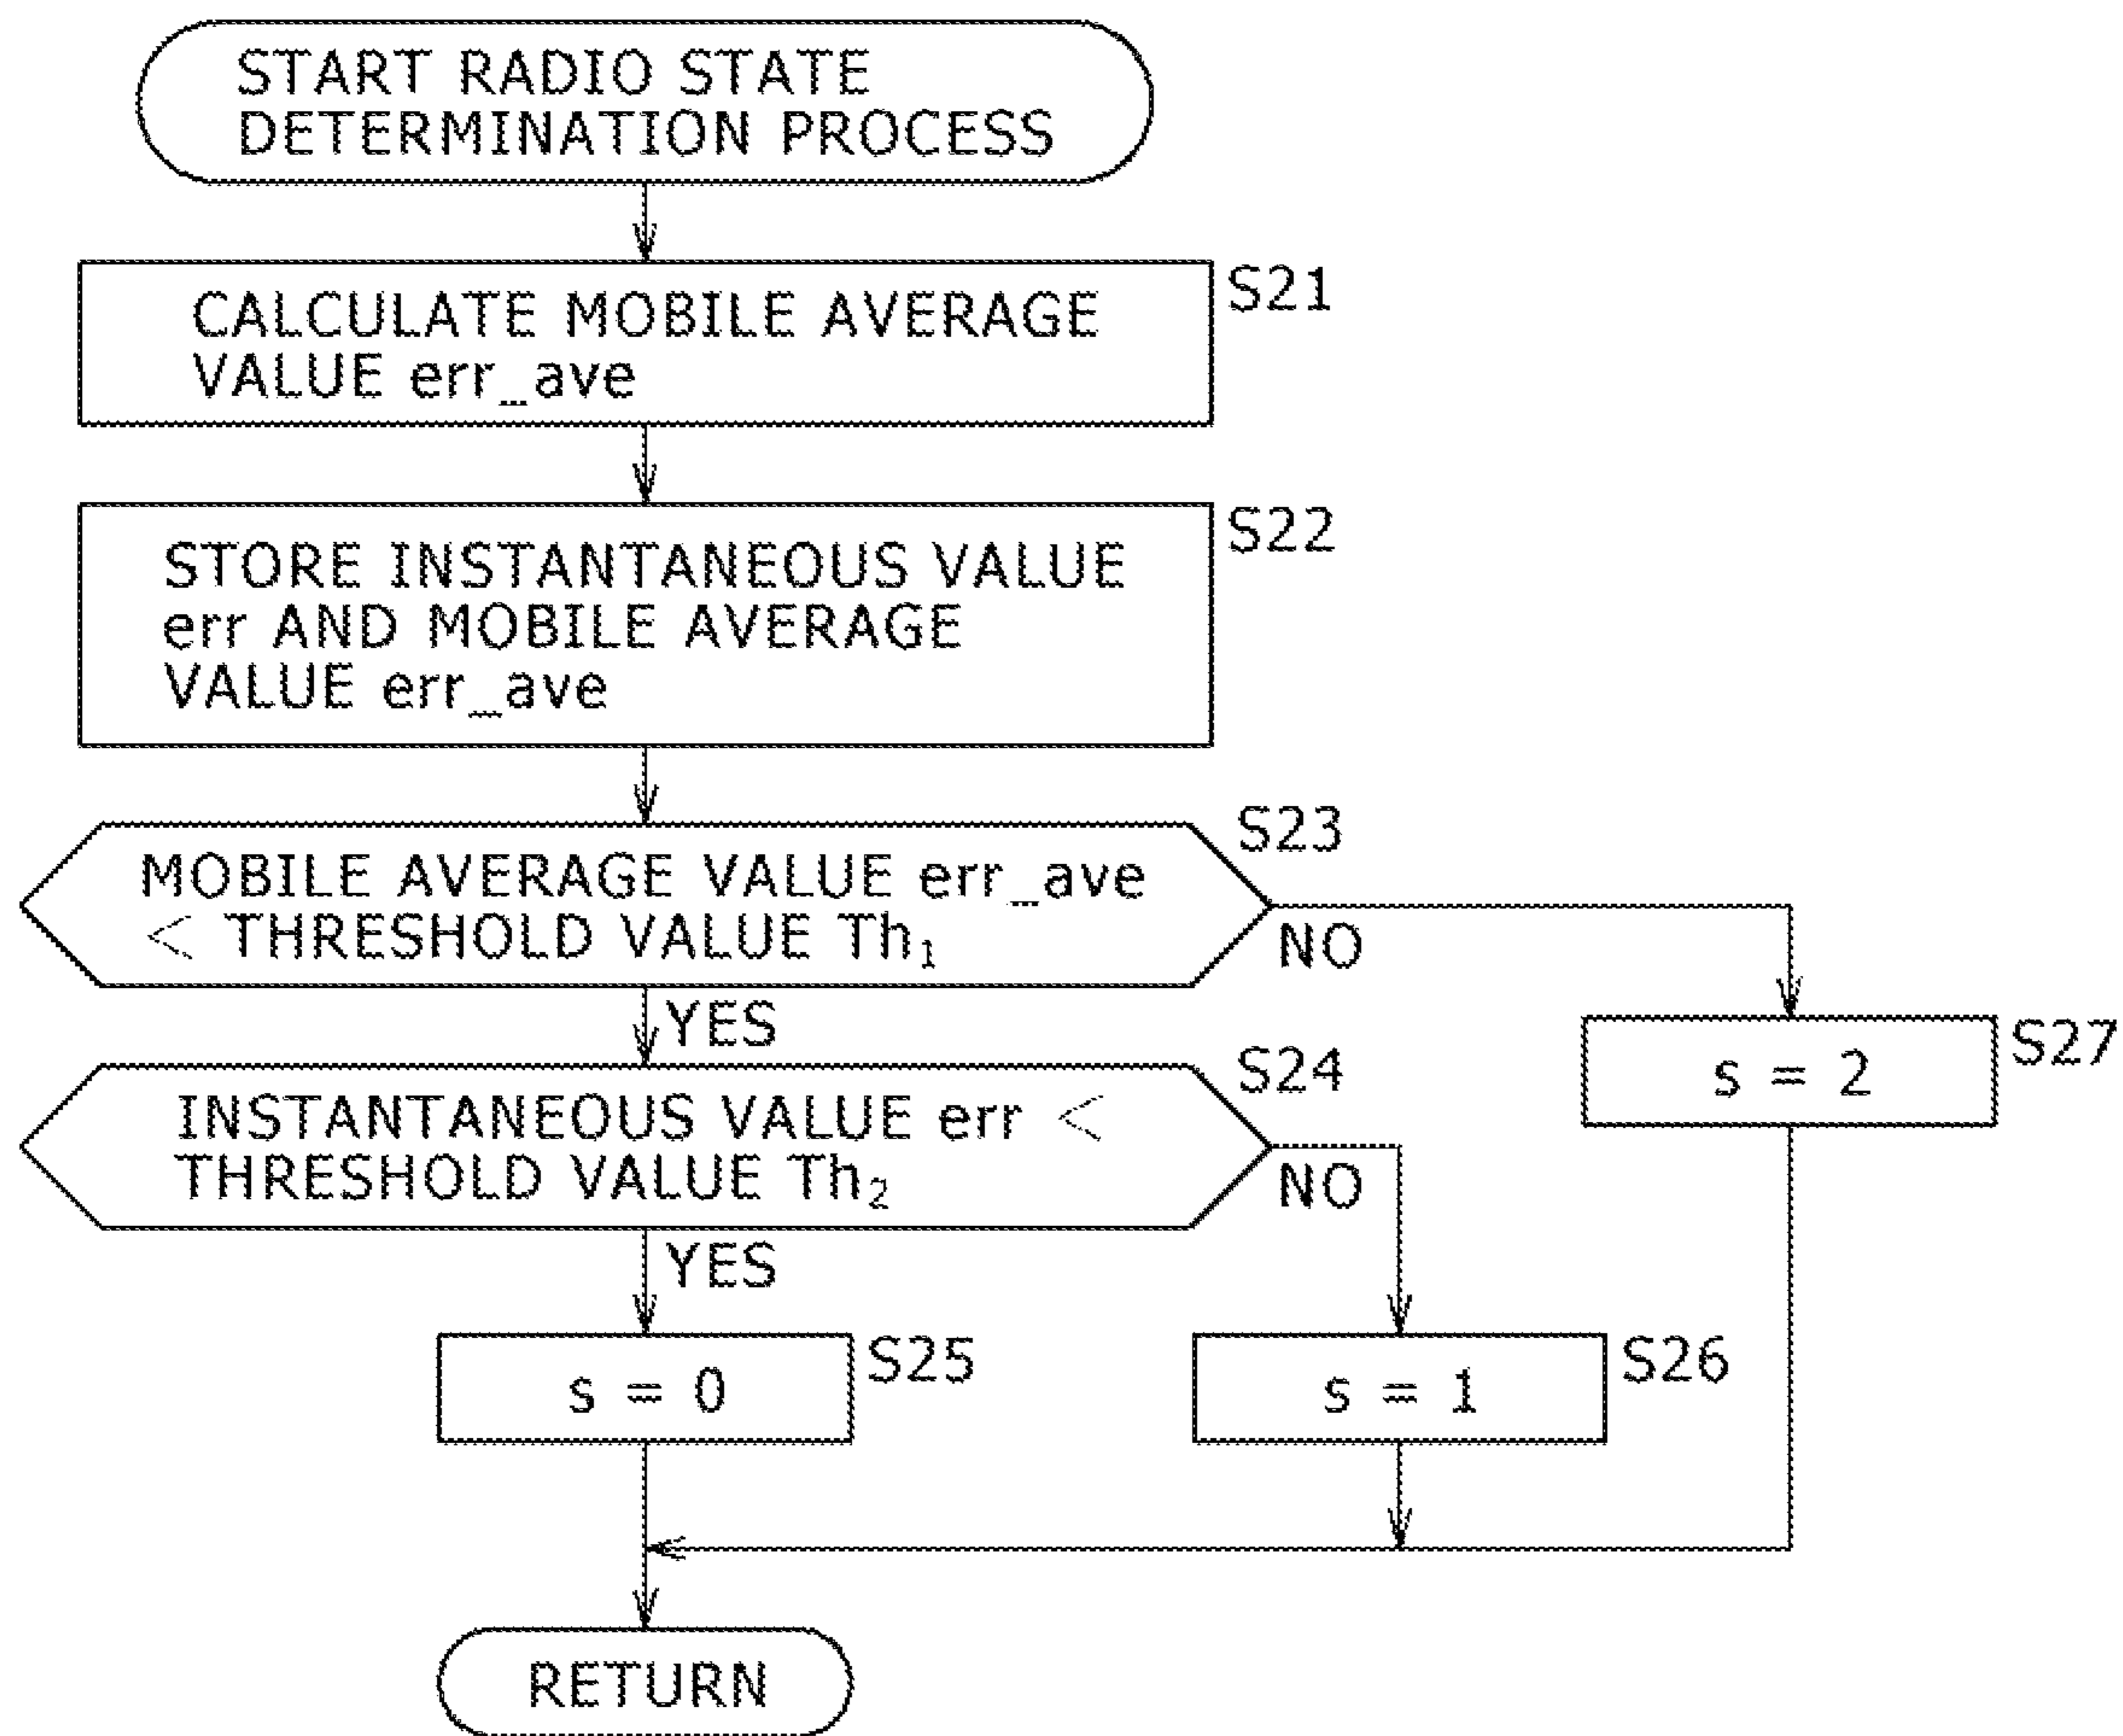 START RADIO STATE
DETERMINATION PROCESS
CALCULATE MOBILE AVERAGE
VALUE err_ave
S21
STORE INSTANTANEOUS VALUE
err AND MOBILE AVERAGE
VALUE err_ave
S22
MOBILE AVERAGE VALUE err_ave
< THRESHOLD VALUE Th₁
S23
NO
YES
s = 2
S27
INSTANTANEOUS VALUE err <
THRESHOLD VALUE Th₂
S24
NO
YES
s = 0
S25
s = 1
S26
RETURN